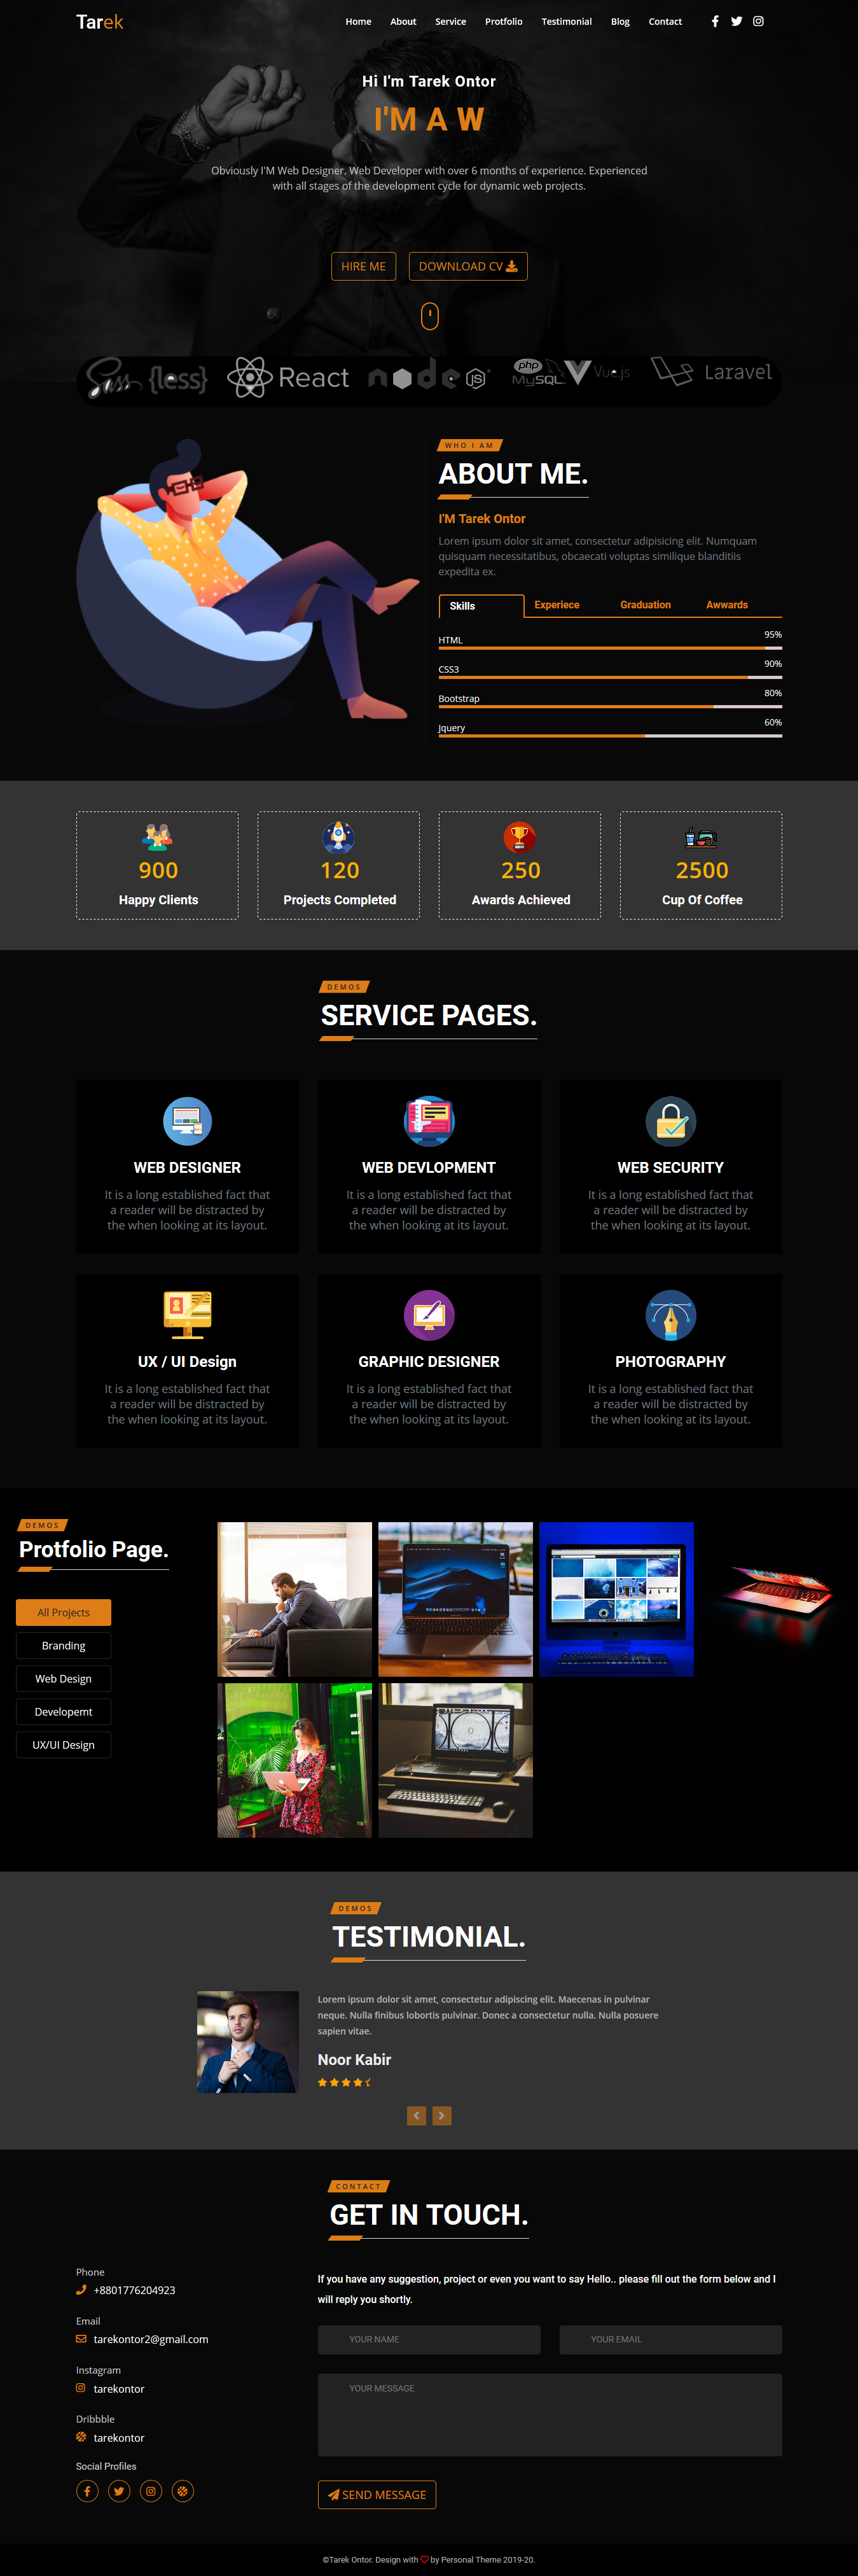 Tarek
Home About Service Protfolio Testimonial Blog Contact
Hi I'm Tarek Ontor
I'M A W
Obviously I'M Web Designer. Web Developer with over 6 months of experience. Experienced
with all stages of the development cycle for dynamic web projects.
HIRE ME
DOWNLOAD CV
Sass {less} React node JS php MySQL Vue.js Laravel
WHO I AM
ABOUT ME.
I'M Tarek Ontor
Lorem ipsum dolor sit amet, consectetur adipisicing elit. Numquam
quisquam necessitatibus, obcaecati voluptas similique blanditiis
expedita ex.
Skills Experiece Graduation Awwards
HTML 95%
CSS3 90%
Bootstrap 80%
Jquery 60%
900 120 250 2500
Happy Clients Projects Completed Awards Achieved Cup Of Coffee
DEMOS
SERVICE PAGES.
WEB DESIGNER
It is a long established fact that
a reader will be distracted by
the when looking at its layout.
WEB DEVLOPMENT
It is a long established fact that
a reader will be distracted by
the when looking at its layout.
WEB SECURITY
It is a long established fact that
a reader will be distracted by
the when looking at its layout.
UX / UI Design
It is a long established fact that
a reader will be distracted by
the when looking at its layout.
GRAPHIC DESIGNER
It is a long established fact that
a reader will be distracted by
the when looking at its layout.
PHOTOGRAPHY
It is a long established fact that
a reader will be distracted by
the when looking at its layout.
DEMOS
Protfolio Page.
All Projects
Branding
Web Design
Developemt
UX/UI Design
DEMOS
TESTIMONIAL.
Lorem ipsum dolor sit amet, consectetur adipiscing elit. Maecenas in pulvinar
neque. Nulla finibus lobortis pulvinar. Donec a consectetur nulla. Nulla posuere
sapien vitae.
Noor Kabir
CONTACT
GET IN TOUCH.
Phone
+8801776204923
Email
tarekontor2@gmail.com
Instagram
tarekontor
Dribbble
tarekontor
Social Profiles
If you have any suggestion, project or even you want to say Hello.. please fill out the form below and I
will reply you shortly.
YOUR NAME
YOUR EMAIL
YOUR MESSAGE
SEND MESSAGE
©Tarek Ontor. Design with by Personal Theme 2019-20.